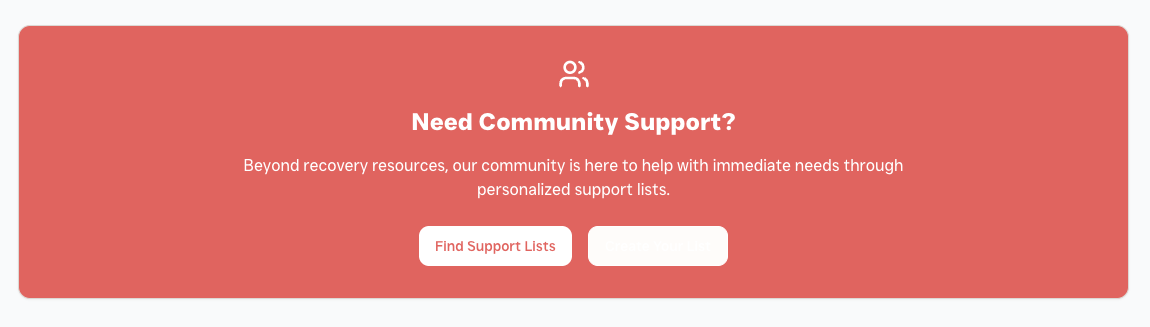 Need Community Support?
Beyond recovery resources, our community is here to help with immediate needs through
personalized support lists.
Find Support Lists